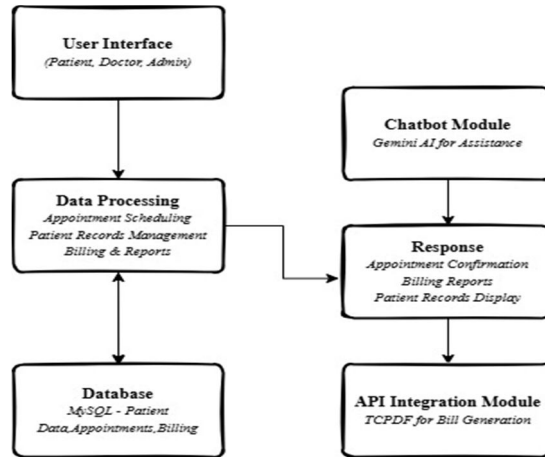 User Interface
(Patient, Doctor, Admin)
Data Processing
Appointment Scheduling
Patient Records Management
Billing & Reports
Database
MySQL - Patient
Data,Appointments,Billing
Chatbot Module
Gemini AI for Assistance
Response
Appointment Confirmation
Billing Reports
Patient Records Display
API Integration Module
TCPDF for Bill Generation